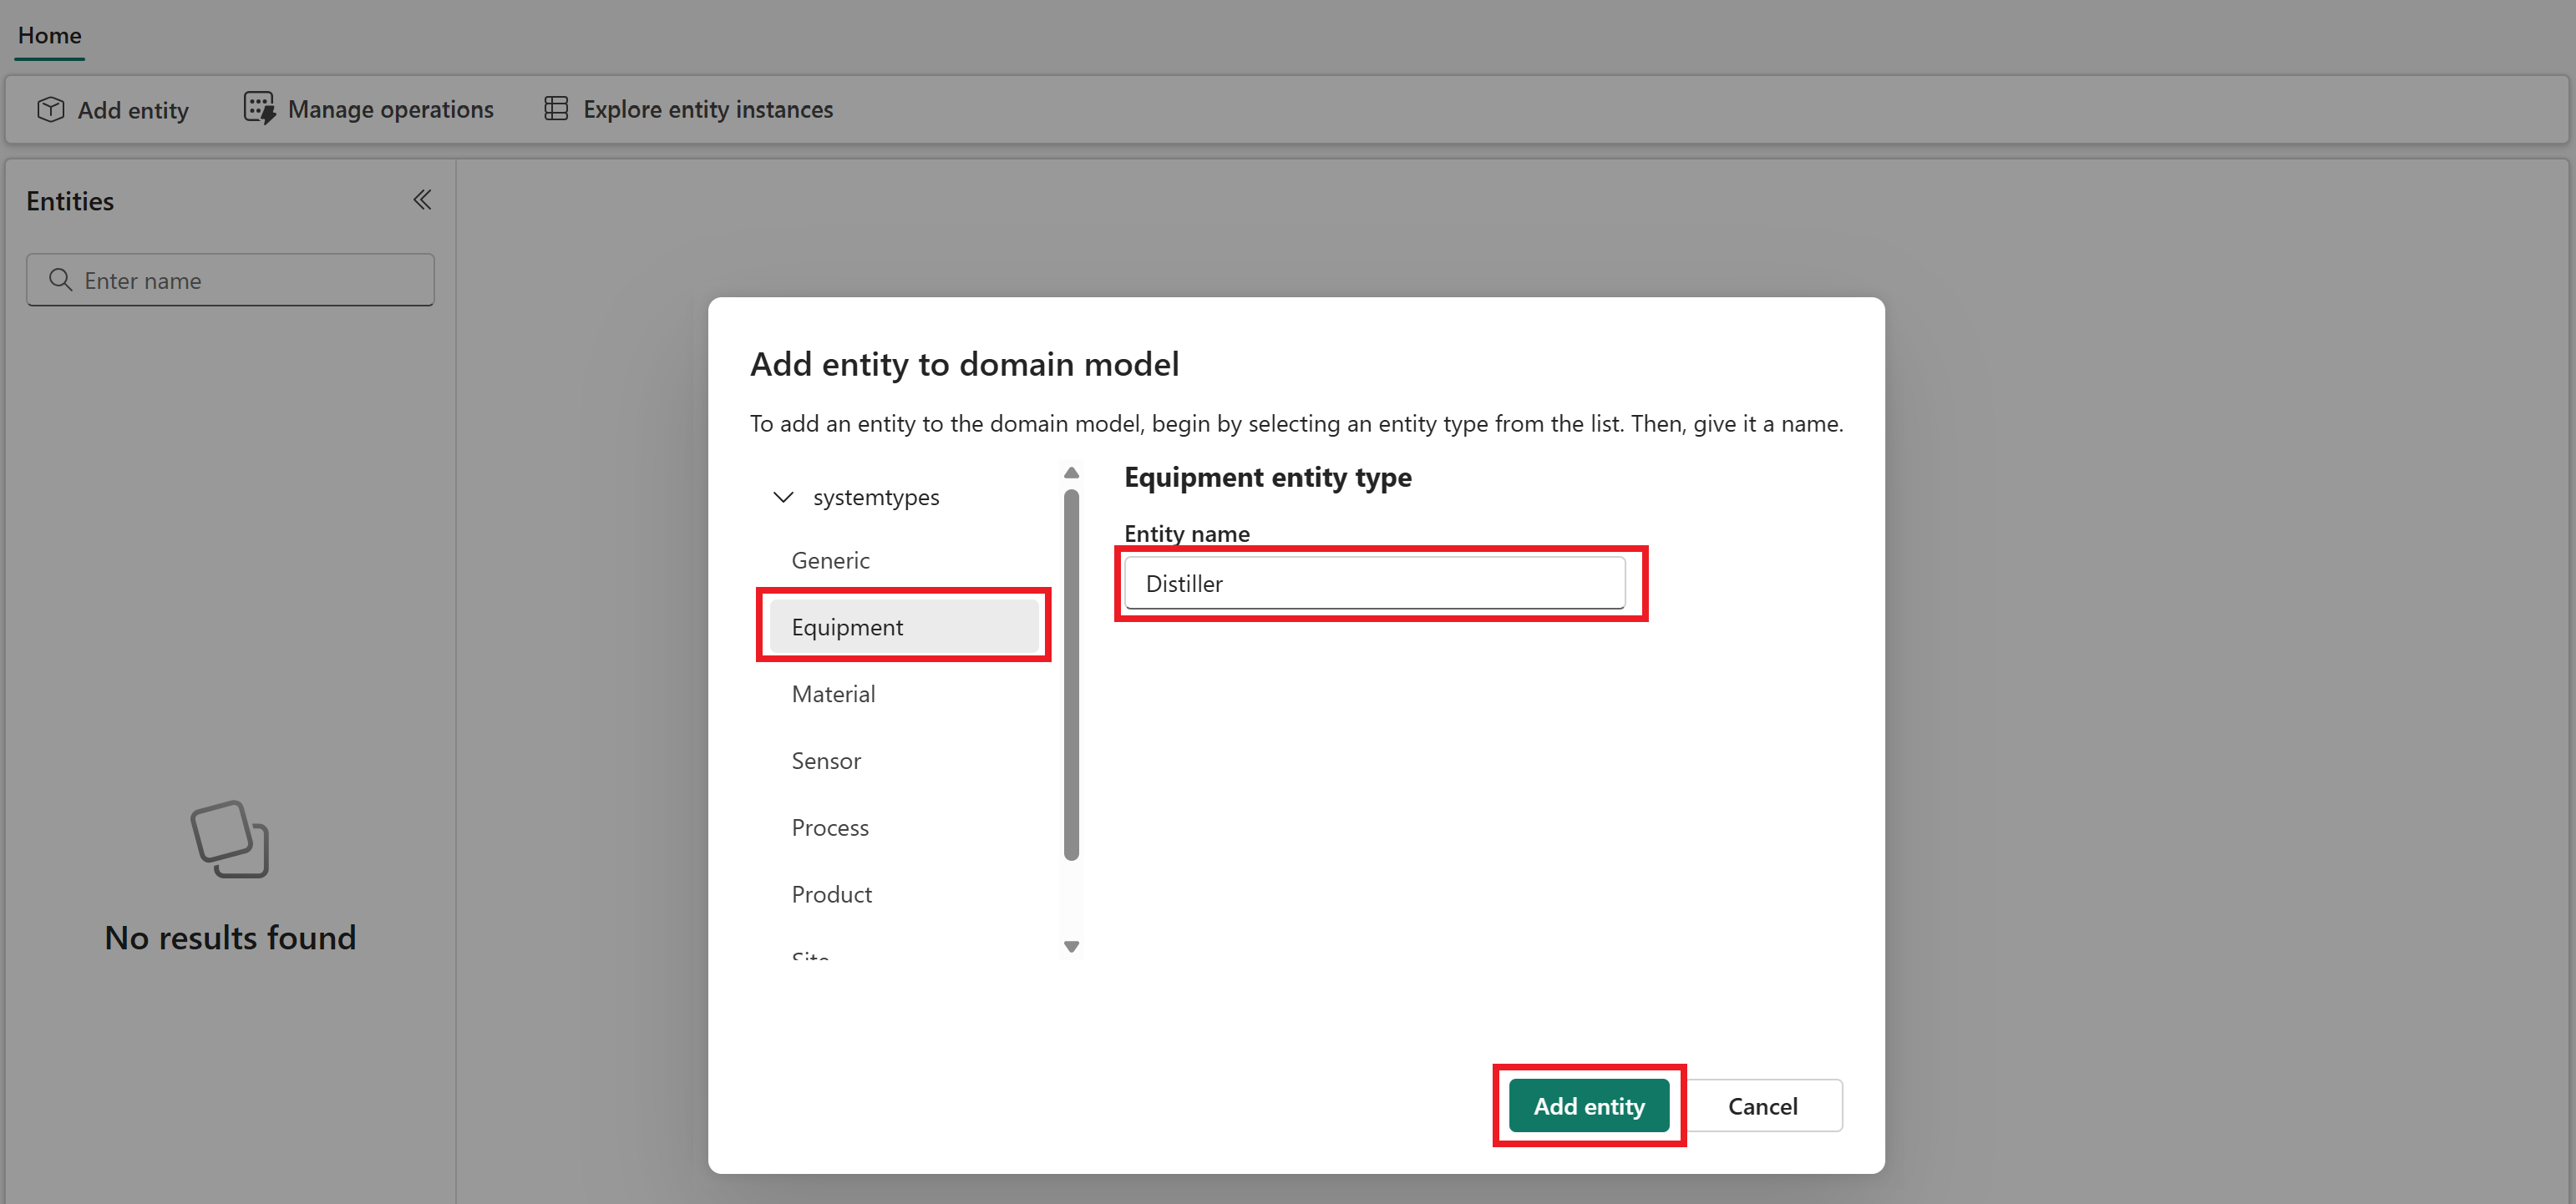 Home
Add entity
Manage operations
Explore entity instances
Entities
Enter name
No results found
Add entity to domain model
To add an entity to the domain model, begin by selecting an entity type from the list. Then, give it a name.
systemtypes
Generic
Equipment
Material
Sensor
Process
Product
Site
Equipment entity type
Entity name
Distiller
Add entity
Cancel